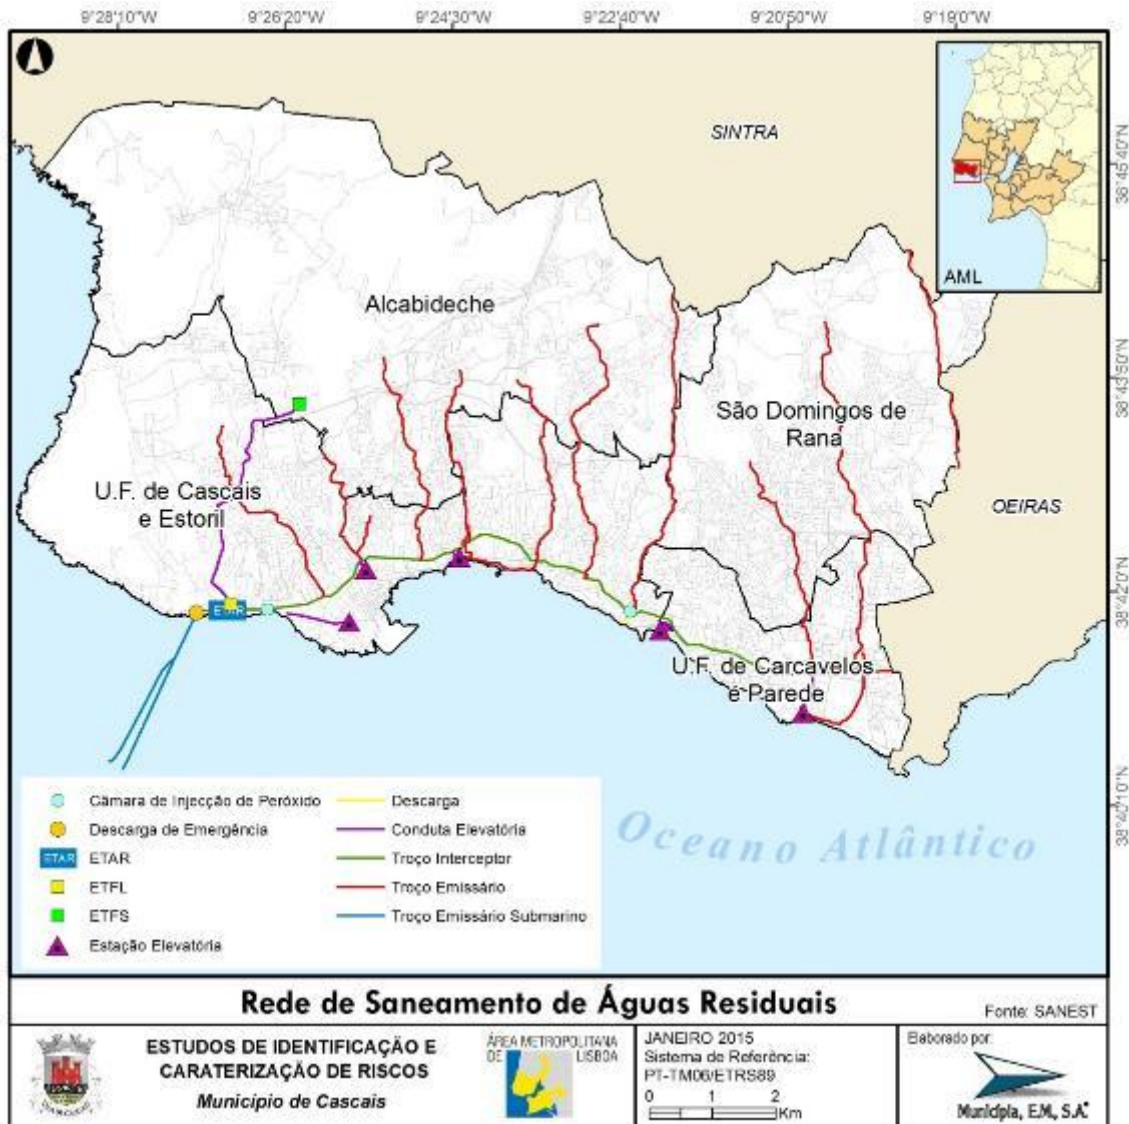 9°28'10"W 9°26'20"W 9°24'30"W 9°22'40"W 9°20'50"W 9°19'0"W
SINTRA
AML
38°45'40"N
Alcabideche
38°43'50"N
São Domingos de
Rana
U.F. de Cascais
e Estoril
OEIRAS
38°42'0"N
ETAR
U.F. de Carcavelos
e Parede
38°40'10"N
Oceano Atlântico
Câmara de Injecção de Peróxido
Descarga de Emergência
ETAR ETAR
ETFL
ETFS
Estação Elevatória
Descarga
Conduta Elevatória
Troço Interceptor
Troço Emissário
Troço Emissário Submarino
Rede de Saneamento de Águas Residuais
Fonte: SANEST
ESTUDOS DE IDENTIFICAÇÃO E
CARATERIZAÇÃO DE RISCOS
Município de Cascais
ÁREA METROPOLITANA
DE LISBOA
JANEIRO 2015
Sistema de Referência:
PT-TM06/ETRS89
0 1 2
Km
Elaborado por:
Municípia, E.M., S.A.